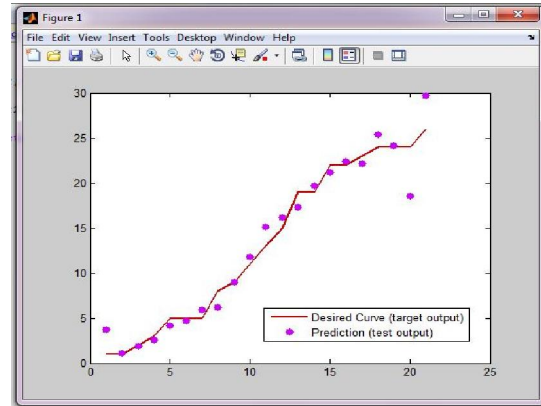 Figure 1
File Edit View Insert Tools Desktop Window Help
30
25
20
15
10
5
0
0 5 10 15 20 25
Desired Curve (target output)
Prediction (test output)